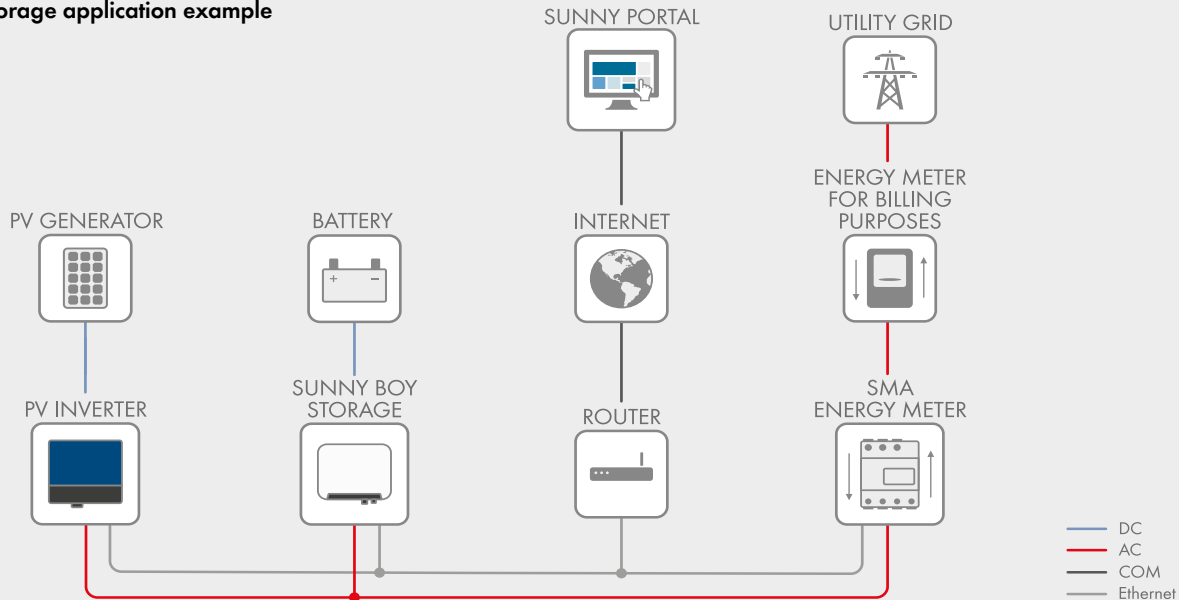 application example
SUNNY PORTAL
UTILITY GRID
ENERGY METER
FOR BILLING
PURPOSES
PV GENERATOR
BATTERY
INTERNET
+ −
SUNNY BOY
STORAGE
SMA
ENERGY METER
PV INVERTER
ROUTER
DC
AC
COM
Ethernet